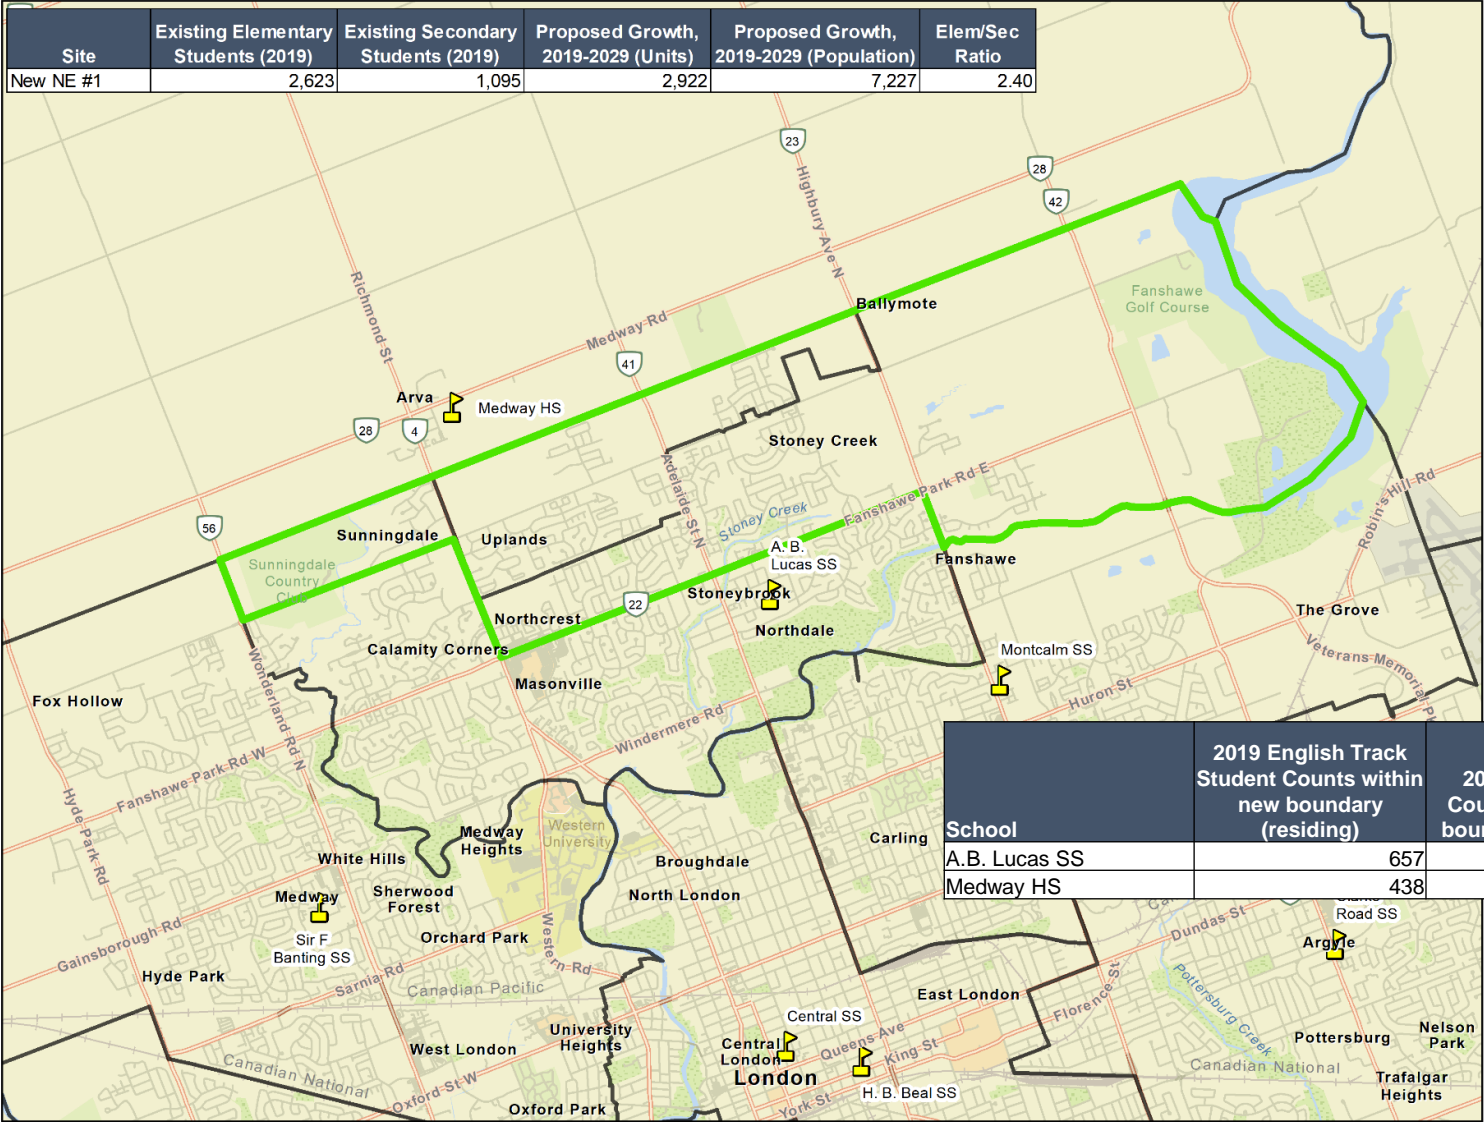 Site
Existing Elementary
Students (2019)
Existing Secondary
Students (2019)
Proposed Growth,
2019-2029 (Units)
Proposed Growth,
2019-2029 (Population)
Elem/Sec
Ratio
New NE #1 2,623 1,095 2,922 7,227 2.40
23
Highbury Ave N
28
42
Richmond St
Medway Rd
Ballymote
Fanshawe
Golf Course
41
Arva
Medway HS
28
4
Stoney Creek
Adelaide St N
Fanshawe Park Rd E
Robin's Hill Rd
56
Sunningdale
Uplands
Stoney Creek
Sunningdale
Country
Club
A. B.
Lucas SS
Fanshawe
Stoneybrook
22
Northcrest
Northdale
The Grove
Calamity Corners
Montcalm SS
Veterans Memorial
Masonville
Huron St
Fox Hollow
Wonderland Rd N
Windermere Rd
Fanshawe Park Rd W
Hyde Park Rd
School
2019 English Track
Student Counts within
new boundary
(residing)
20
Cou
boun
A.B. Lucas SS 657
Medway HS 438
Medway
Heights
Western
University
Carling
White Hills
Broughdale
Sherwood
Forest
North London
Medway
Road SS
Dundas St
Argyle
Gainsborough Rd
Sir F
Banting SS
Orchard Park
Western Rd
Hyde Park
Sarnia Rd
Canadian Pacific
East London
Florence St
Pottersburg Creek
Central SS
University
Heights
Central
London
Queens Ave
King St
Pottersburg
Nelson
Park
West London
Canadian National
London
Canadian National
Trafalgar
Heights
Oxford St W
H. B. Beal SS
York St
Oxford Park